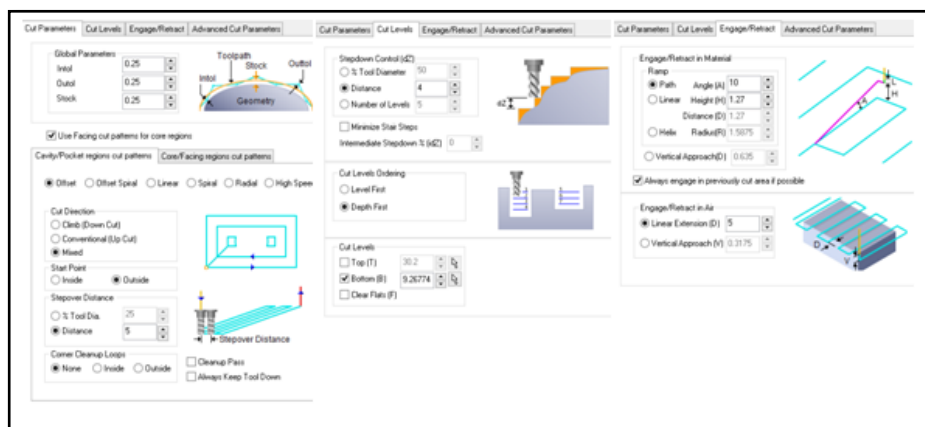 Cut Parameters Cut Levels Engage/Retract Advanced Cut Parameters
Global Parameters
Intol 0.25
Outol 0.25
Stock 0.25
Toolpath
Stock
Intol
Outtol
Geometry
Use Facing cut patterns for core regions
Cavity/Pocket regions cut patterns Core/Facing regions cut patterns
Offset Offset Spiral Linear Spiral Radial High Spee
Cut Direction
Climb (Down Cut)
Conventional (Up Cut)
Mixed
Start Point
Inside Outside
Stepover Distance
% Tool Dia. 25
Distance 5
Stepover Distance
Corner Cleanup Loops
None Inside Outside
Cleanup Pass
Always Keep Tool Down
Cut Parameters Cut Levels Engage/Retract Advanced Cut Parameters
Stepdown Control (dZ)
% Tool Diameter 50
Distance 4
Number of Levels 5
dZ
Minimize Stair Steps
Intermediate Stepdown % (idZ) 0
Cut Levels Ordering
Level First
Depth First
Cut Levels
Top (T) 30.2
Bottom (B) 9.26774
Clear Flats (F)
Cut Parameters Cut Levels Engage/Retract Advanced Cut Parameters
Engage/Retract in Material
Ramp
Path Angle (A) 10
Linear Height (H) 1.27
Distance (D) 1.27
Helix Radius(R) 1.5875
Vertical Approach(D) 0.635
L
H
A
Always engage in previously cut area if possible
Engage/Retract in Air
Linear Extension (D) 5
Vertical Approach (V) 0.3175
D
V